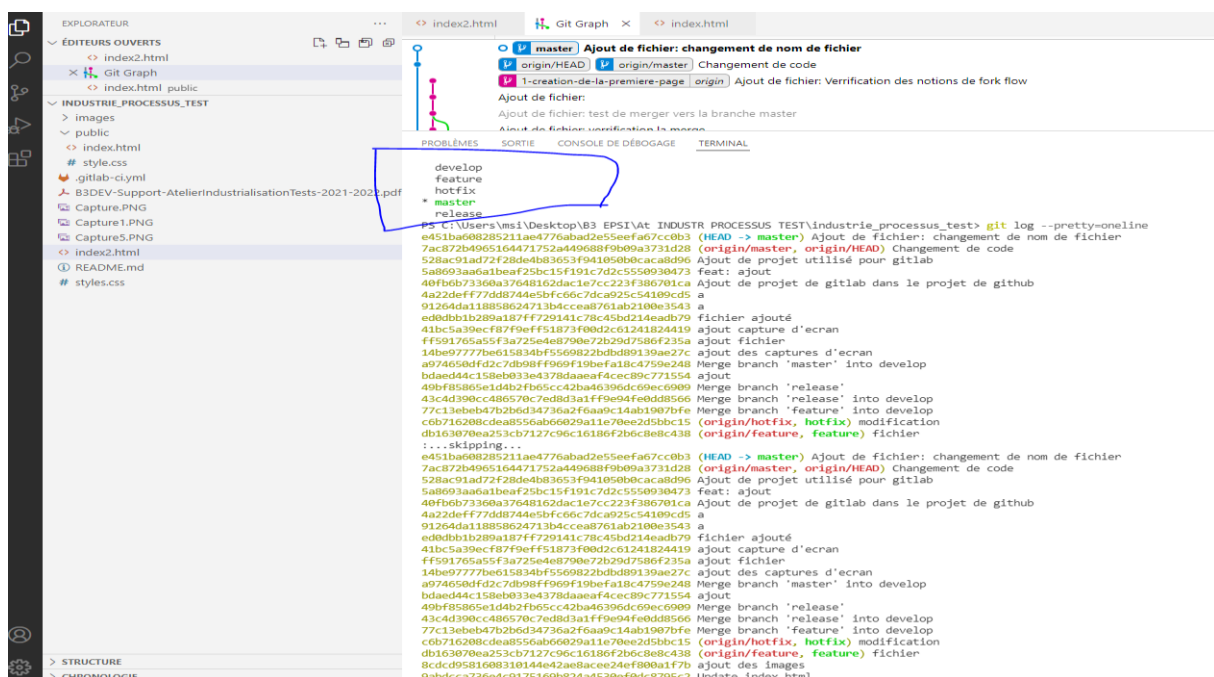 EXPLORATEUR ...
ÉDITEURS OUVERTS
<> index2.html
× Git Graph
<> index.html public
INDUSTRIE_PROCESSUS_TEST
> images
public
<> index.html
# style.css
.gitlab-ci.yml
B3DEV-Support-AtelierIndustrialisationTests-2021-2022.pdf
Capture.PNG
Capture1.PNG
Capture5.PNG
<> index2.html
README.md
# styles.css
> STRUCTURE
> CHRONOLOGIE
<> index2.html Git Graph × <> index.html
master Ajout de fichier: changement de nom de fichier
origin/HEAD origin/master Changement de code
1-creation-de-la-premiere-page origin Ajout de fichier: Verrification des notions de fork flow
Ajout de fichier:
Ajout de fichier: test de merger vers la branche master
Ajout de fichier: verrification la merge
PROBLÈMES SORTIE CONSOLE DE DÉBOGAGE TERMINAL
develop
feature
hotfix
* master
release
PS C:\Users\msi\Desktop\B3 EPSI\At INDUSTR PROCESSUS TEST\industrie_processus_test> git log --pretty=oneline
e451ba608285211ae4776abad2e55eefa67cc0b3 (HEAD -> master) Ajout de fichier: changement de nom de fichier
7ac872b4965164471752a449688f9b09a3731d28 (origin/master, origin/HEAD) Changement de code
528ac91ad72f28de4b83653f941050b0caca8d96 Ajout de projet utilisé pour gitlab
5a8693aa6a1beaf25bc15f191c7d2c5550930473 feat: ajout
40fb6b73360a37648162dac1e7cc223f386701ca Ajout de projet de gitlab dans le projet de github
4a22deff77dd8744e5bfc66c7dca925c54109cd5 a
91264da118858624713b4ccea8761ab2100e3543 a
ed0dbb1b289a187ff729141c78c45bd214eadb79 fichier ajouté
41bc5a39ecf87f9eff51873f00d2c61241824419 ajout capture d'ecran
ff591765a55f3a725e4e8790e72b29d7586f235a ajout fichier
14be97777be615834bf5569822bdbd89139ae27c ajout des captures d'ecran
a974650dfd2c7db98ff969f19befa18c4759e248 Merge branch 'master' into develop
bdaed44c158eb033e4378daaeaf4cec89c771554 ajout
49bf85865e1d4b2fb65cc42ba46396dc69ec6909 Merge branch 'release'
43c4d390cc486570c7ed8d3a1ff9e94fe0dd8566 Merge branch 'release' into develop
77c13ebeb47b2b6d34736a2f6aa9c14ab1907bfe Merge branch 'feature' into develop
c6b716208cdea8556ab66029a11e70ee2d5bbc15 (origin/hotfix, hotfix) modification
db163070ea253cb7127c96c16186f2b6c8e8c438 (origin/feature, feature) fichier
:...skipping...
e451ba608285211ae4776abad2e55eefa67cc0b3 (HEAD -> master) Ajout de fichier: changement de nom de fichier
7ac872b4965164471752a449688f9b09a3731d28 (origin/master, origin/HEAD) Changement de code
528ac91ad72f28de4b83653f941050b0caca8d96 Ajout de projet utilisé pour gitlab
5a8693aa6a1beaf25bc15f191c7d2c5550930473 feat: ajout
40fb6b73360a37648162dac1e7cc223f386701ca Ajout de projet de gitlab dans le projet de github
4a22deff77dd8744e5bfc66c7dca925c54109cd5 a
91264da118858624713b4ccea8761ab2100e3543 a
ed0dbb1b289a187ff729141c78c45bd214eadb79 fichier ajouté
41bc5a39ecf87f9eff51873f00d2c61241824419 ajout capture d'ecran
ff591765a55f3a725e4e8790e72b29d7586f235a ajout fichier
14be97777be615834bf5569822bdbd89139ae27c ajout des captures d'ecran
a974650dfd2c7db98ff969f19befa18c4759e248 Merge branch 'master' into develop
bdaed44c158eb033e4378daaeaf4cec89c771554 ajout
49bf85865e1d4b2fb65cc42ba46396dc69ec6909 Merge branch 'release'
43c4d390cc486570c7ed8d3a1ff9e94fe0dd8566 Merge branch 'release' into develop
77c13ebeb47b2b6d34736a2f6aa9c14ab1907bfe Merge branch 'feature' into develop
c6b716208cdea8556ab66029a11e70ee2d5bbc15 (origin/hotfix, hotfix) modification
db163070ea253cb7127c96c16186f2b6c8e8c438 (origin/feature, feature) fichier
8cdcd9581608310144e42ae8acee24ef800a1f7b ajout des images
Update index.html